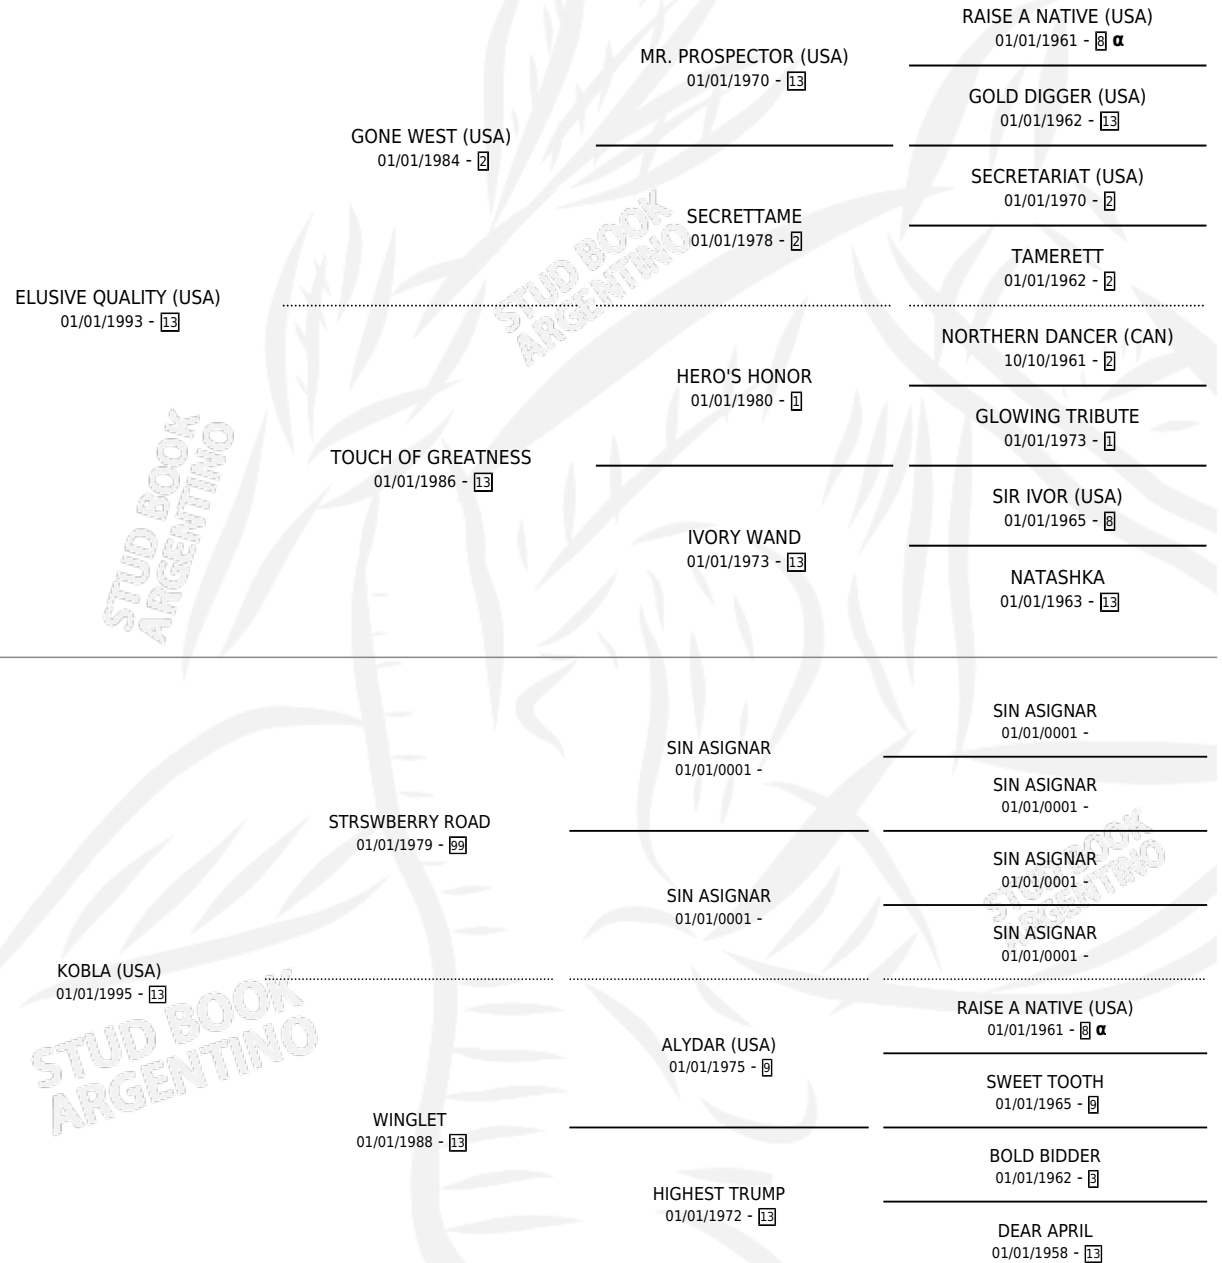 RAISE A NATIVE (USA)
01/01/1961 - 8 α
MR. PROSPECTOR (USA)
01/01/1970 - 13
GOLD DIGGER (USA)
01/01/1962 - 13
GONE WEST (USA)
01/01/1984 - 2
SECRETARIAT (USA)
01/01/1970 - 2
SECRETTAME
01/01/1978 - 2
TAMERETT
01/01/1962 - 2
ELUSIVE QUALITY (USA)
01/01/1993 - 13
NORTHERN DANCER (CAN)
10/10/1961 - 2
HERO'S HONOR
01/01/1980 - 1
GLOWING TRIBUTE
01/01/1973 - 1
TOUCH OF GREATNESS
01/01/1986 - 13
SIR IVOR (USA)
01/01/1965 - 8
IVORY WAND
01/01/1973 - 13
NATASHKA
01/01/1963 - 13
SIN ASIGNAR
01/01/0001 -
SIN ASIGNAR
01/01/0001 -
SIN ASIGNAR
01/01/0001 -
STRSWBERRY ROAD
01/01/1979 - 99
SIN ASIGNAR
01/01/0001 -
SIN ASIGNAR
01/01/0001 -
SIN ASIGNAR
01/01/0001 -
KOBLA (USA)
01/01/1995 - 13
RAISE A NATIVE (USA)
01/01/1961 - 8 α
ALYDAR (USA)
01/01/1975 - 9
SWEET TOOTH
01/01/1965 - 9
WINGLET
01/01/1988 - 13
BOLD BIDDER
01/01/1962 - 3
HIGHEST TRUMP
01/01/1972 - 13
DEAR APRIL
01/01/1958 - 13
STUD BOOK
ARGENTINO
STUD BOOK
ARGENTINO
STUD BOOK
ARGENTINO
STUD BOOK
ARGENTINO